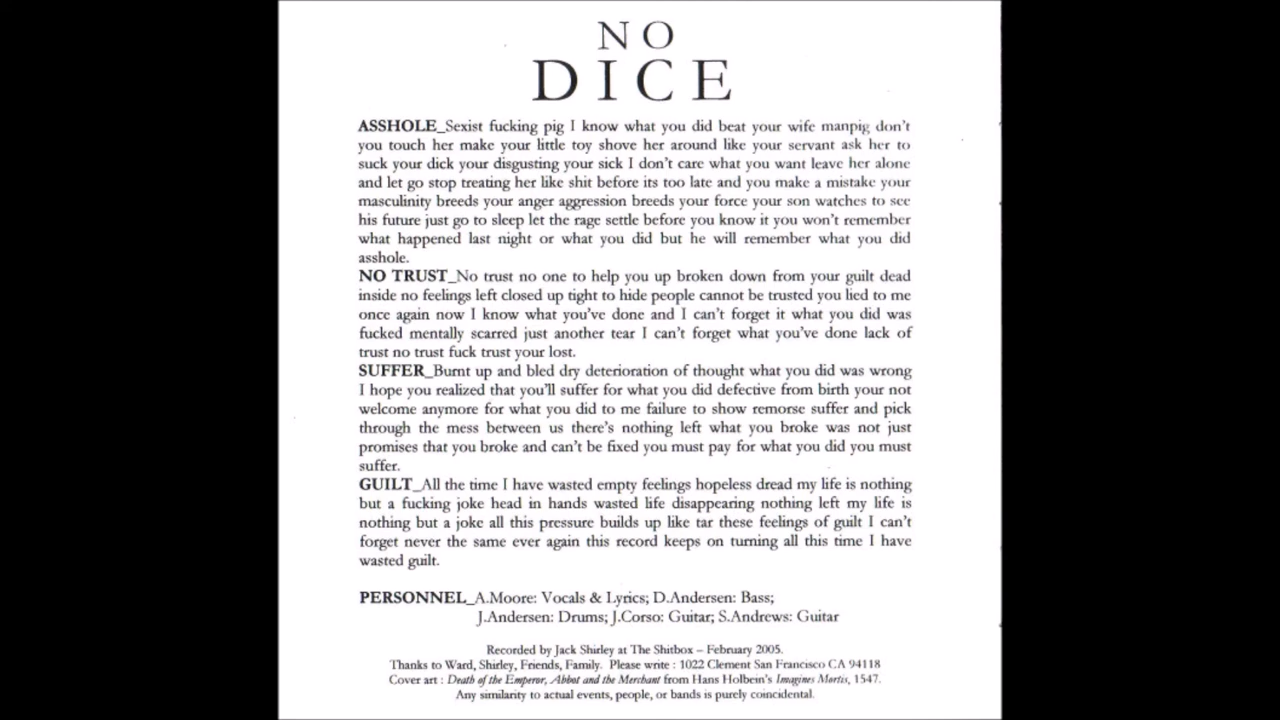 NO
DICE
ASSHOLE_Sexist fucking pig I know what you did beat your wife manpig don't
you touch her make your little toy shove her around like your servant ask her to
suck your dick your disgusting your sick I don't care what you want leave her alone
and let go stop treating her like shit before its too late and you make a mistake your
masculinity breeds your anger aggression breeds your force your son watches to see
his future just go to sleep let the rage settle before you know it you won't remember
what happened last night or what you did but he will remember what you did
asshole.
NO TRUST_No trust no one to help you up broken down from your guilt dead
inside no feelings left closed up tight to hide people cannot be trusted you lied to me
once again now I know what you've done and I can't forget it what you did was
fucked mentally scarred just another tear I can't forget what you've done lack of
trust no trust fuck trust your lost.
SUFFER_Burnt up and bled dry deterioration of thought what you did was wrong
I hope you realized that you'll suffer for what you did defective from birth your not
welcome anymore for what you did to me failure to show remorse suffer and pick
through the mess between us there's nothing left what you broke was not just
promises that you broke and can't be fixed you must pay for what you did you must
suffer.
GUILT_All the time I have wasted empty feelings hopeless dread my life is nothing
but a fucking joke head in hands wasted life disappearing nothing left my life is
nothing but a joke all this pressure builds up like tar these feelings of guilt I can't
forget never the same ever again this record keeps on turning all this time I have
wasted guilt.
PERSONNEL_A.Moore: Vocals & Lyrics; D.Andersen: Bass;
J.Andersen: Drums; J.Corso: Guitar; S.Andrews: Guitar
Recorded by Jack Shirley at The Shitbox – February 2005.
Thanks to Ward, Shirley, Friends, Family. Please write : 1022 Clement San Francisco CA 94118
Cover art : Death of the Emperor, Abbot and the Merchant from Hans Holbein's Imagines Mortis, 1547.
Any similarity to actual events, people, or bands is purely coincidental.